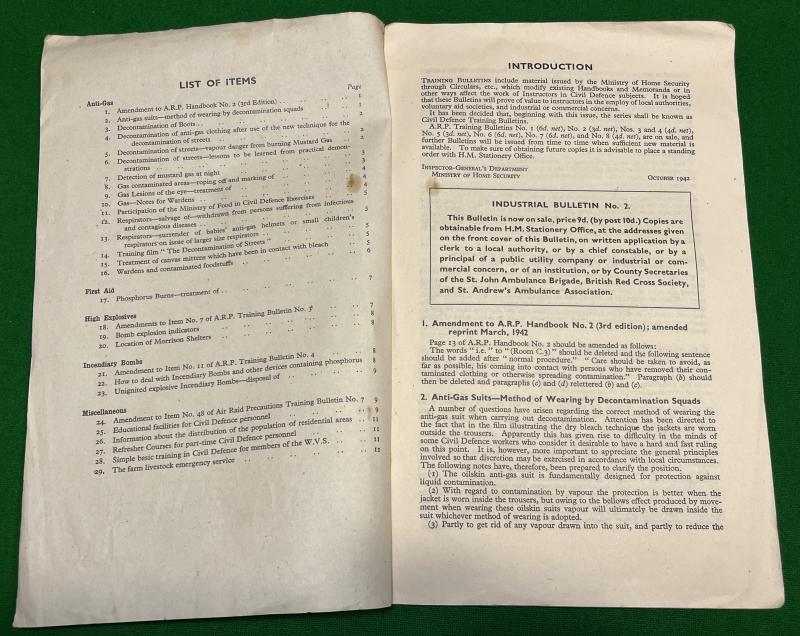 LIST OF ITEMS
Page
Anti-Gas
1. Amendment to A.R.P. Handbook No. 2 (3rd Edition) .. .. .. 1
2. Anti-gas suits—method of wearing by decontamination squads .. .. 1
3. Decontamination of Boots .. .. .. .. .. 2
4. Decontamination of anti-gas clothing after use of the new technique for the
decontamination of streets .. .. .. .. .. 2
5. Decontamination of streets—vapour danger from burning Mustard Gas .. 2
6. Decontamination of streets—lessons to be learned from practical demon-
strations .. .. .. .. .. .. 3
7. Detection of mustard gas at night .. .. .. .. 3
8. Gas contaminated areas—roping off and marking of .. .. .. 4
9. Gas Lesions of the eye—treatment of .. .. .. .. 4
10. Gas—Notes for Wardens .. .. .. .. .. 4
11. Participation of the Ministry of Food in Civil Defence Exercises .. .. 4
12. Respirators—salvage of—withdrawn from persons suffering from infectious
and contagious diseases .. .. .. .. .. 5
13. Respirators—surrender of babies' anti-gas helmets or small children's
respirators on issue of larger size respirators .. .. .. 5
14. Training film "The Decontamination of Streets" .. .. .. 5
15. Treatment of canvas mittens which have been in contact with bleach .. 5
16. Wardens and contaminated foodstuffs .. .. .. .. 6
First Aid
17. Phosphorus Burns—treatment of .. .. .. .. .. 7
High Explosives
18. Amendments to Item No. 7 of A.R.P. Training Bulletin No. 3 .. 7
19. Bomb explosion indicators .. .. .. .. .. 8
20. Location of Morrison Shelters .. .. .. .. .. 8
Incendiary Bombs
21. Amendment to Item No. 11 of A.R.P. Training Bulletin No. 4 .. 8
22. How to deal with Incendiary Bombs and other devices containing phosphorus 8
23. Unignited explosive Incendiary Bombs—disposal of .. .. .. 9
Miscellaneous
24. Amendment to Item No. 48 of Air Raid Precautions Training Bulletin No. 7 9
25. Educational facilities for Civil Defence personnel .. .. .. 9
26. Information about the distribution of the population of residential areas .. 11
27. Refresher Courses for part-time Civil Defence personnel .. .. 11
28. Simple basic training in Civil Defence for members of the W.V.S. .. .. 11
29. The farm livestock emergency service .. .. .. .. 11
INTRODUCTION
TRAINING BULLETINS include material issued by the Ministry of Home Security
through Circulars, etc., which modify existing Handbooks and Memoranda or in
other ways affect the work of Instructors in Civil Defence subjects. It is hoped
that these Bulletins will prove of value to instructors in the employ of local authorities,
voluntary aid societies, and industrial or commercial concerns.
It has been decided that, beginning with this issue, the series shall be known as
Civil Defence Training Bulletins.
A.R.P. Training Bulletins No. 1 (6d. net), No. 2 (3d. net), Nos. 3 and 4 (4d. net),
No. 5 (3d. net), No. 6 (6d. net), No. 7 (6d. net), and No. 8 (4d. net), are on sale, and
further Bulletins will be issued from time to time when sufficient new material is
available. To make sure of obtaining future copies it is advisable to place a standing
order with H.M. Stationery Office.
INSPECTOR-GENERAL'S DEPARTMENT
MINISTRY OF HOME SECURITY OCTOBER 1942
INDUSTRIAL BULLETIN No. 2.
This Bulletin is now on sale, price 9d. (by post 10d.) Copies are
obtainable from H.M. Stationery Office, at the addresses given
on the front cover of this Bulletin, on written application by a
clerk to a local authority, or by a chief constable, or by a
principal of a public utility company or industrial or com-
mercial concern, or of an institution, or by County Secretaries
of the St. John Ambulance Brigade, British Red Cross Society,
and St. Andrew's Ambulance Association.
1. Amendment to A.R.P. Handbook No. 2 (3rd edition); amended
reprint March, 1942
Page 13 of A.R.P. Handbook No. 2 should be amended as follows:
The words "i.e." to "(Room C.3)" should be deleted and the following sentence
should be added after "normal procedure." "Care should be taken to avoid, as
far as possible, his coming into contact with persons who have removed their con-
taminated clothing or otherwise spreading contamination." Paragraph (b) should
then be deleted and paragraphs (c) and (d) relettered (b) and (c).
2. Anti-Gas Suits—Method of Wearing by Decontamination Squads
A number of questions have arisen regarding the correct method of wearing the
anti-gas suit when carrying out decontamination. Attention has been directed to
the fact that in the film illustrating the dry bleach technique the jackets are worn
outside the trousers. Apparently this has given rise to difficulty in the minds of
some Civil Defence workers who consider it desirable to have a hard and fast ruling
on this point. It is, however, more important to appreciate the general principles
involved so that discretion may be exercised in accordance with local circumstances.
The following notes have, therefore, been prepared to clarify the position.
(1) The oilskin anti-gas suit is fundamentally designed for protection against
liquid contamination.
(2) With regard to contamination by vapour the protection is better when the
jacket is worn inside the trousers, but owing to the bellows effect produced by move-
ment when wearing these oilskin suits vapour will ultimately be drawn inside the
suit whichever method of wearing is adopted.
(3) Partly to get rid of any vapour drawn into the suit, and partly to reduce the